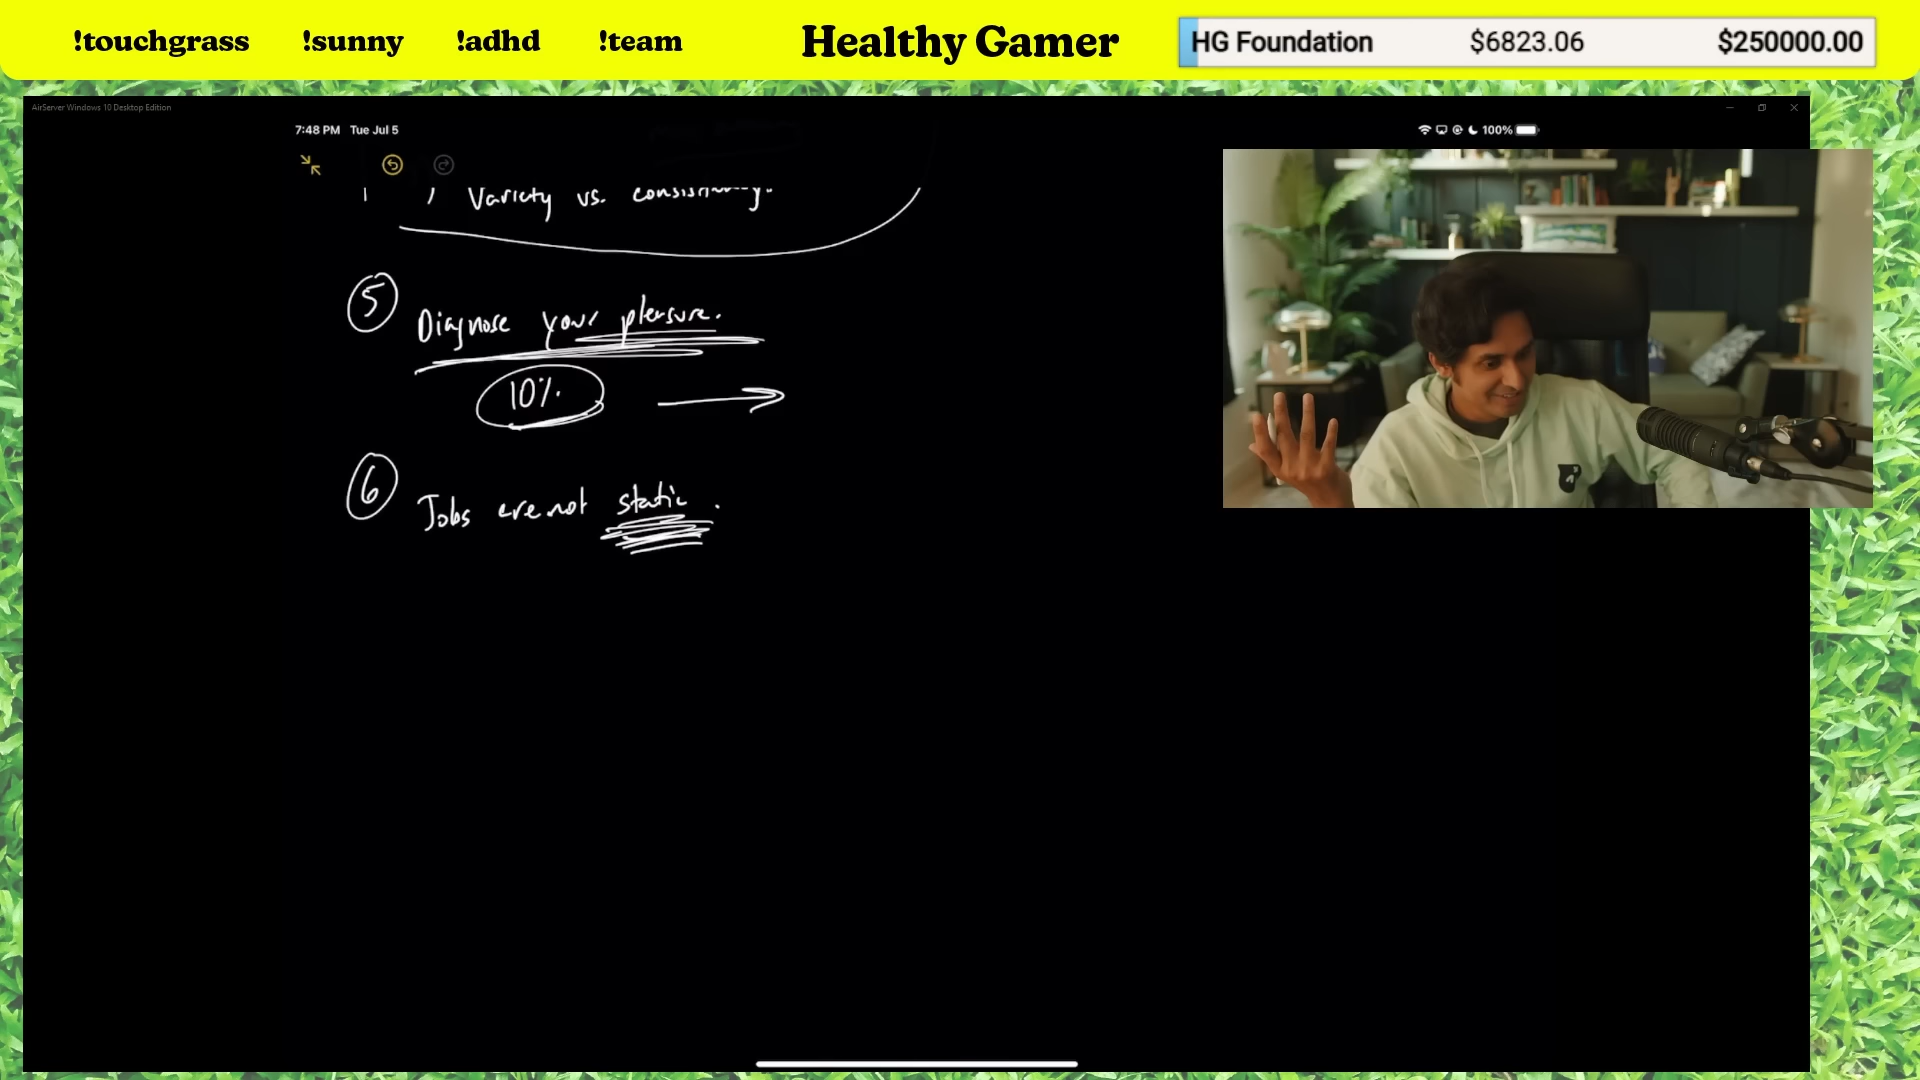 !touchgrass !sunny !adhd !team Healthy Gamer HG Foundation $6823.06 $250000.00
AirServer Windows 10 Desktop Edition
7:48 PM Tue Jul 5 100%
) Variety vs. consistency.
5 Diagnose your pleasure.
10%
6 Jobs are not static.